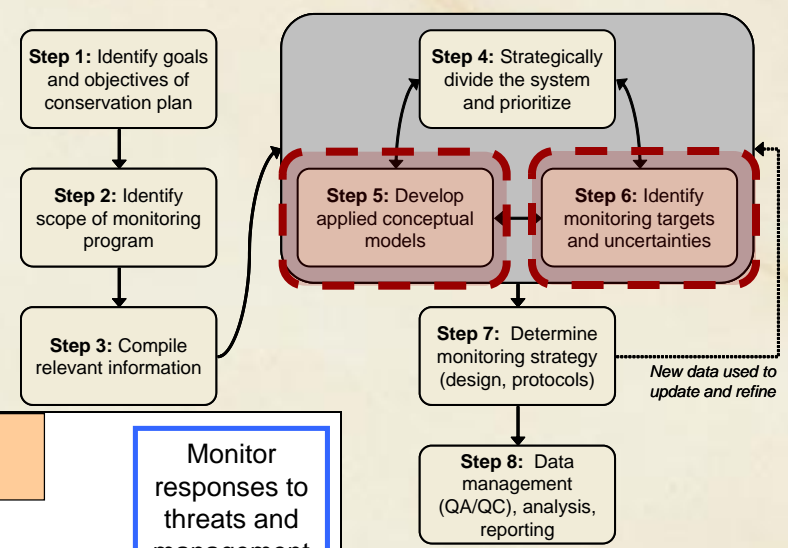 Step 1: Identify goals
and objectives of
conservation plan
Step 2: Identify
scope of monitoring
program
Step 3: Compile
relevant information
Step 4: Strategically
divide the system
and prioritize
Step 5: Develop
applied conceptual
models
Step 6: Identify
monitoring targets
and uncertainties
Step 7: Determine
monitoring strategy
(design, protocols)
New data used to
update and refine
Step 8: Data
management
(QA/QC), analysis,
reporting
Monitor
responses to
threats and
management